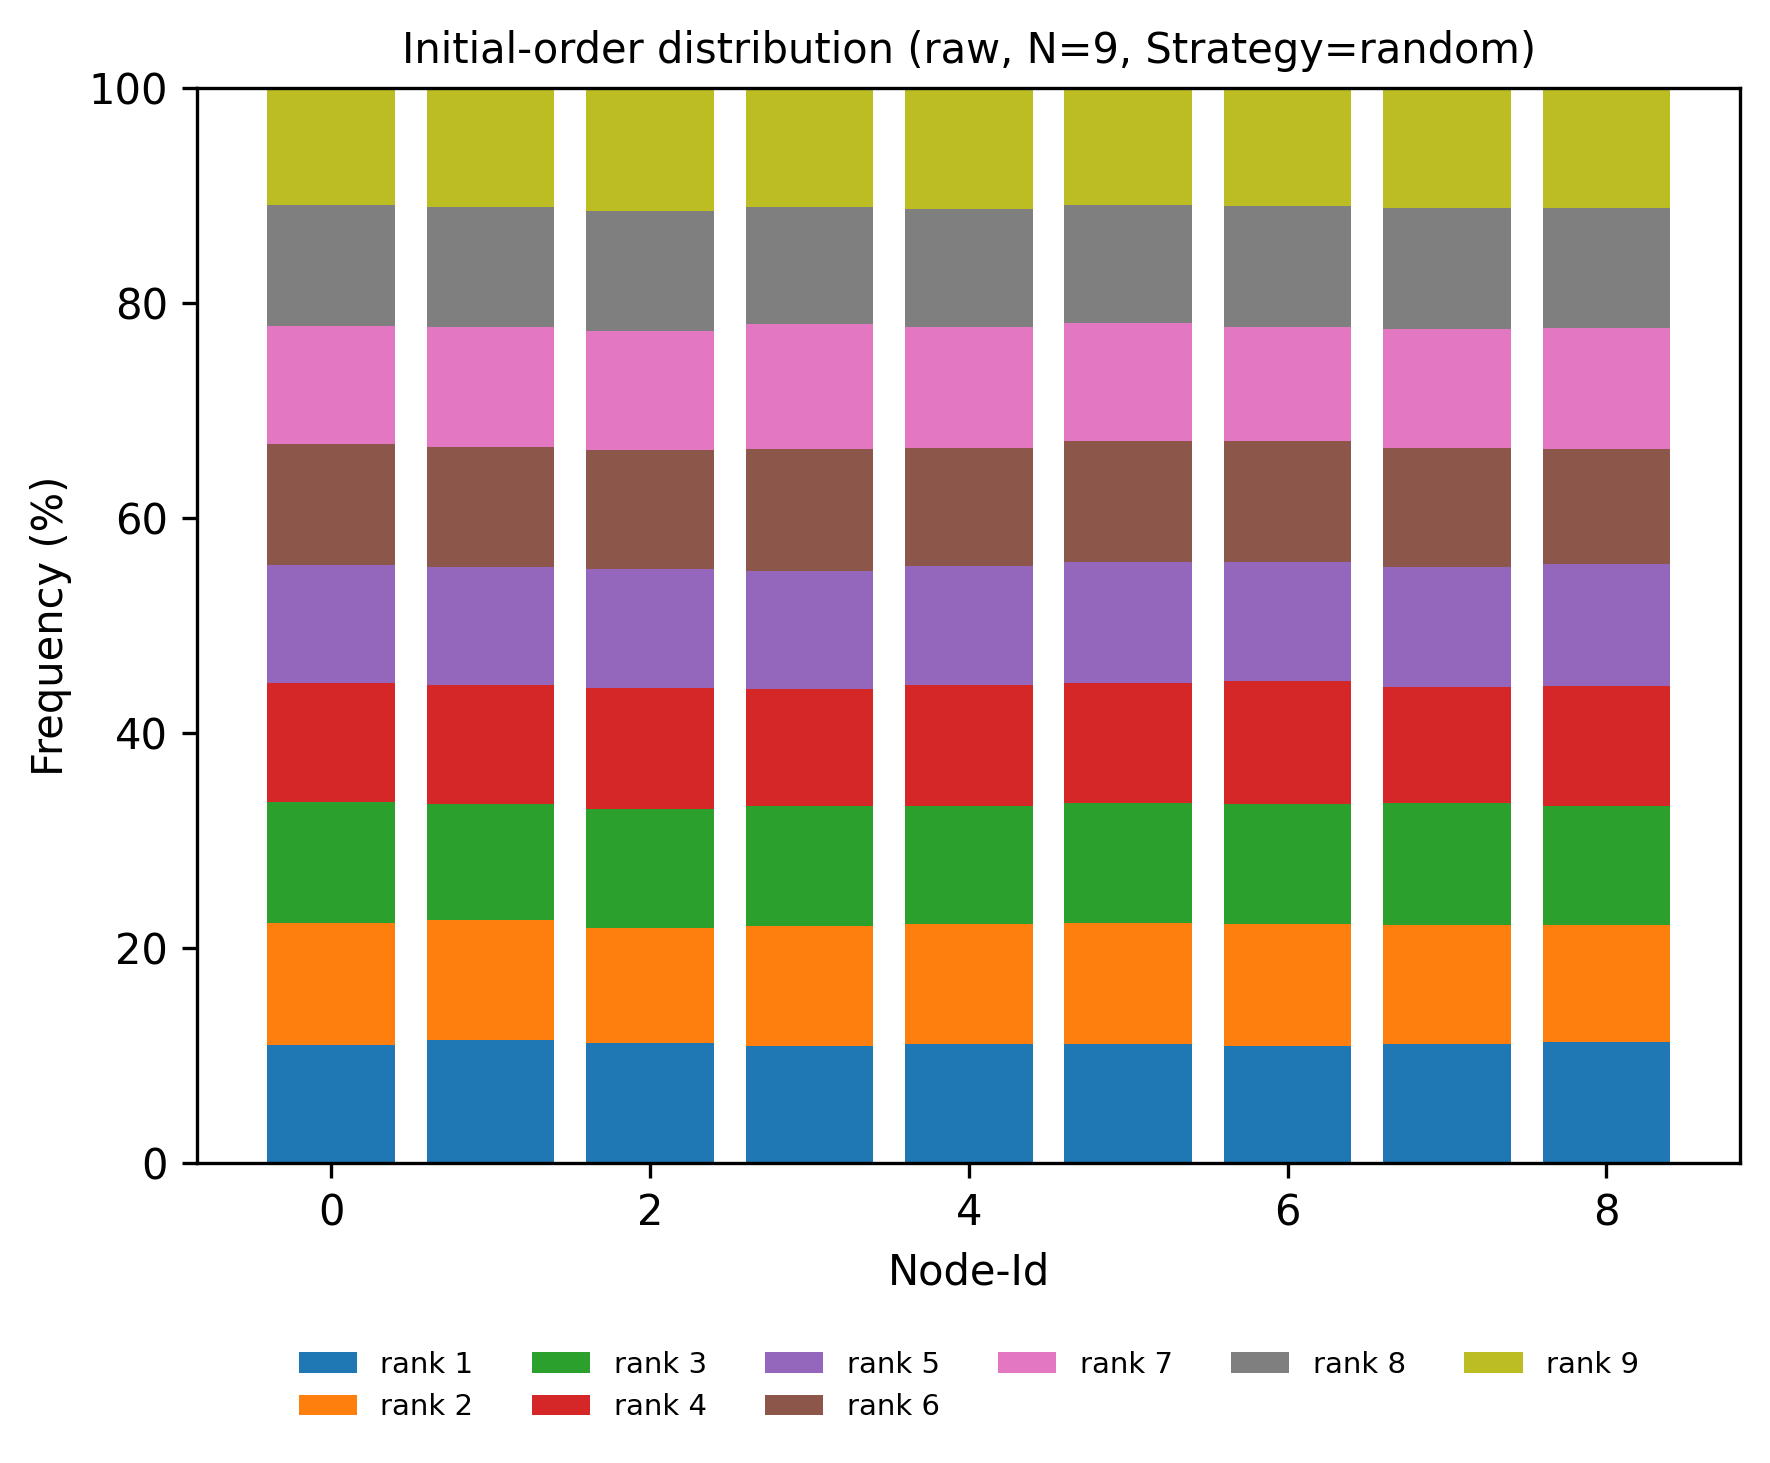 Initial-order distribution (raw, N=9, Strategy=random)
100
80
60
40
20
0
Frequency (%)
0 2 4 6 8
Node-Id
rank 1 rank 3 rank 5 rank 7 rank 8 rank 9
rank 2 rank 4 rank 6